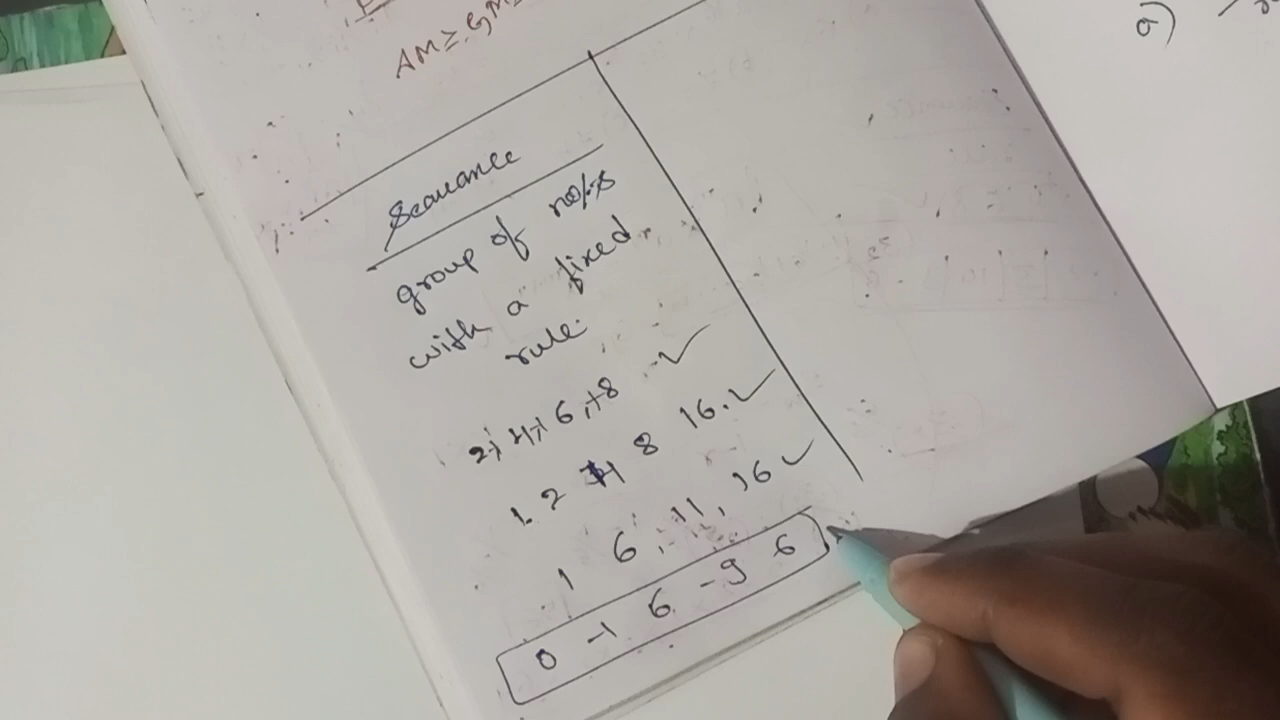 AM ≥ GM
a)
Sequance
group of no/:s
with a fixed
rule:
2, 4, 6, 8 ✓
1 2 4 8 16. ✓
1 6, 11, 16 ✓
0 -1 6 -9 6